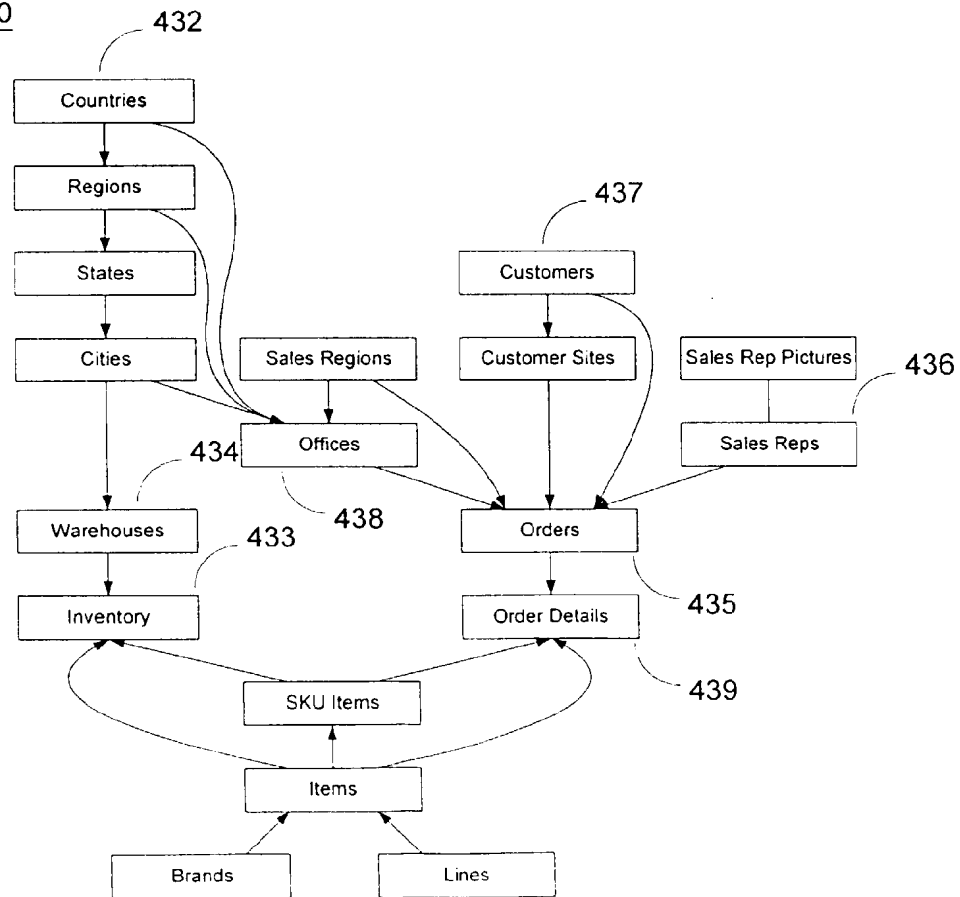 0
432
Countries
Regions
437
States
Customers
Cities
Sales Regions
Customer Sites
Sales Rep Pictures
436
434
Offices
Sales Reps
438
Warehouses
433
Orders
435
Inventory
Order Details
439
SKU Items
Items
Brands
Lines